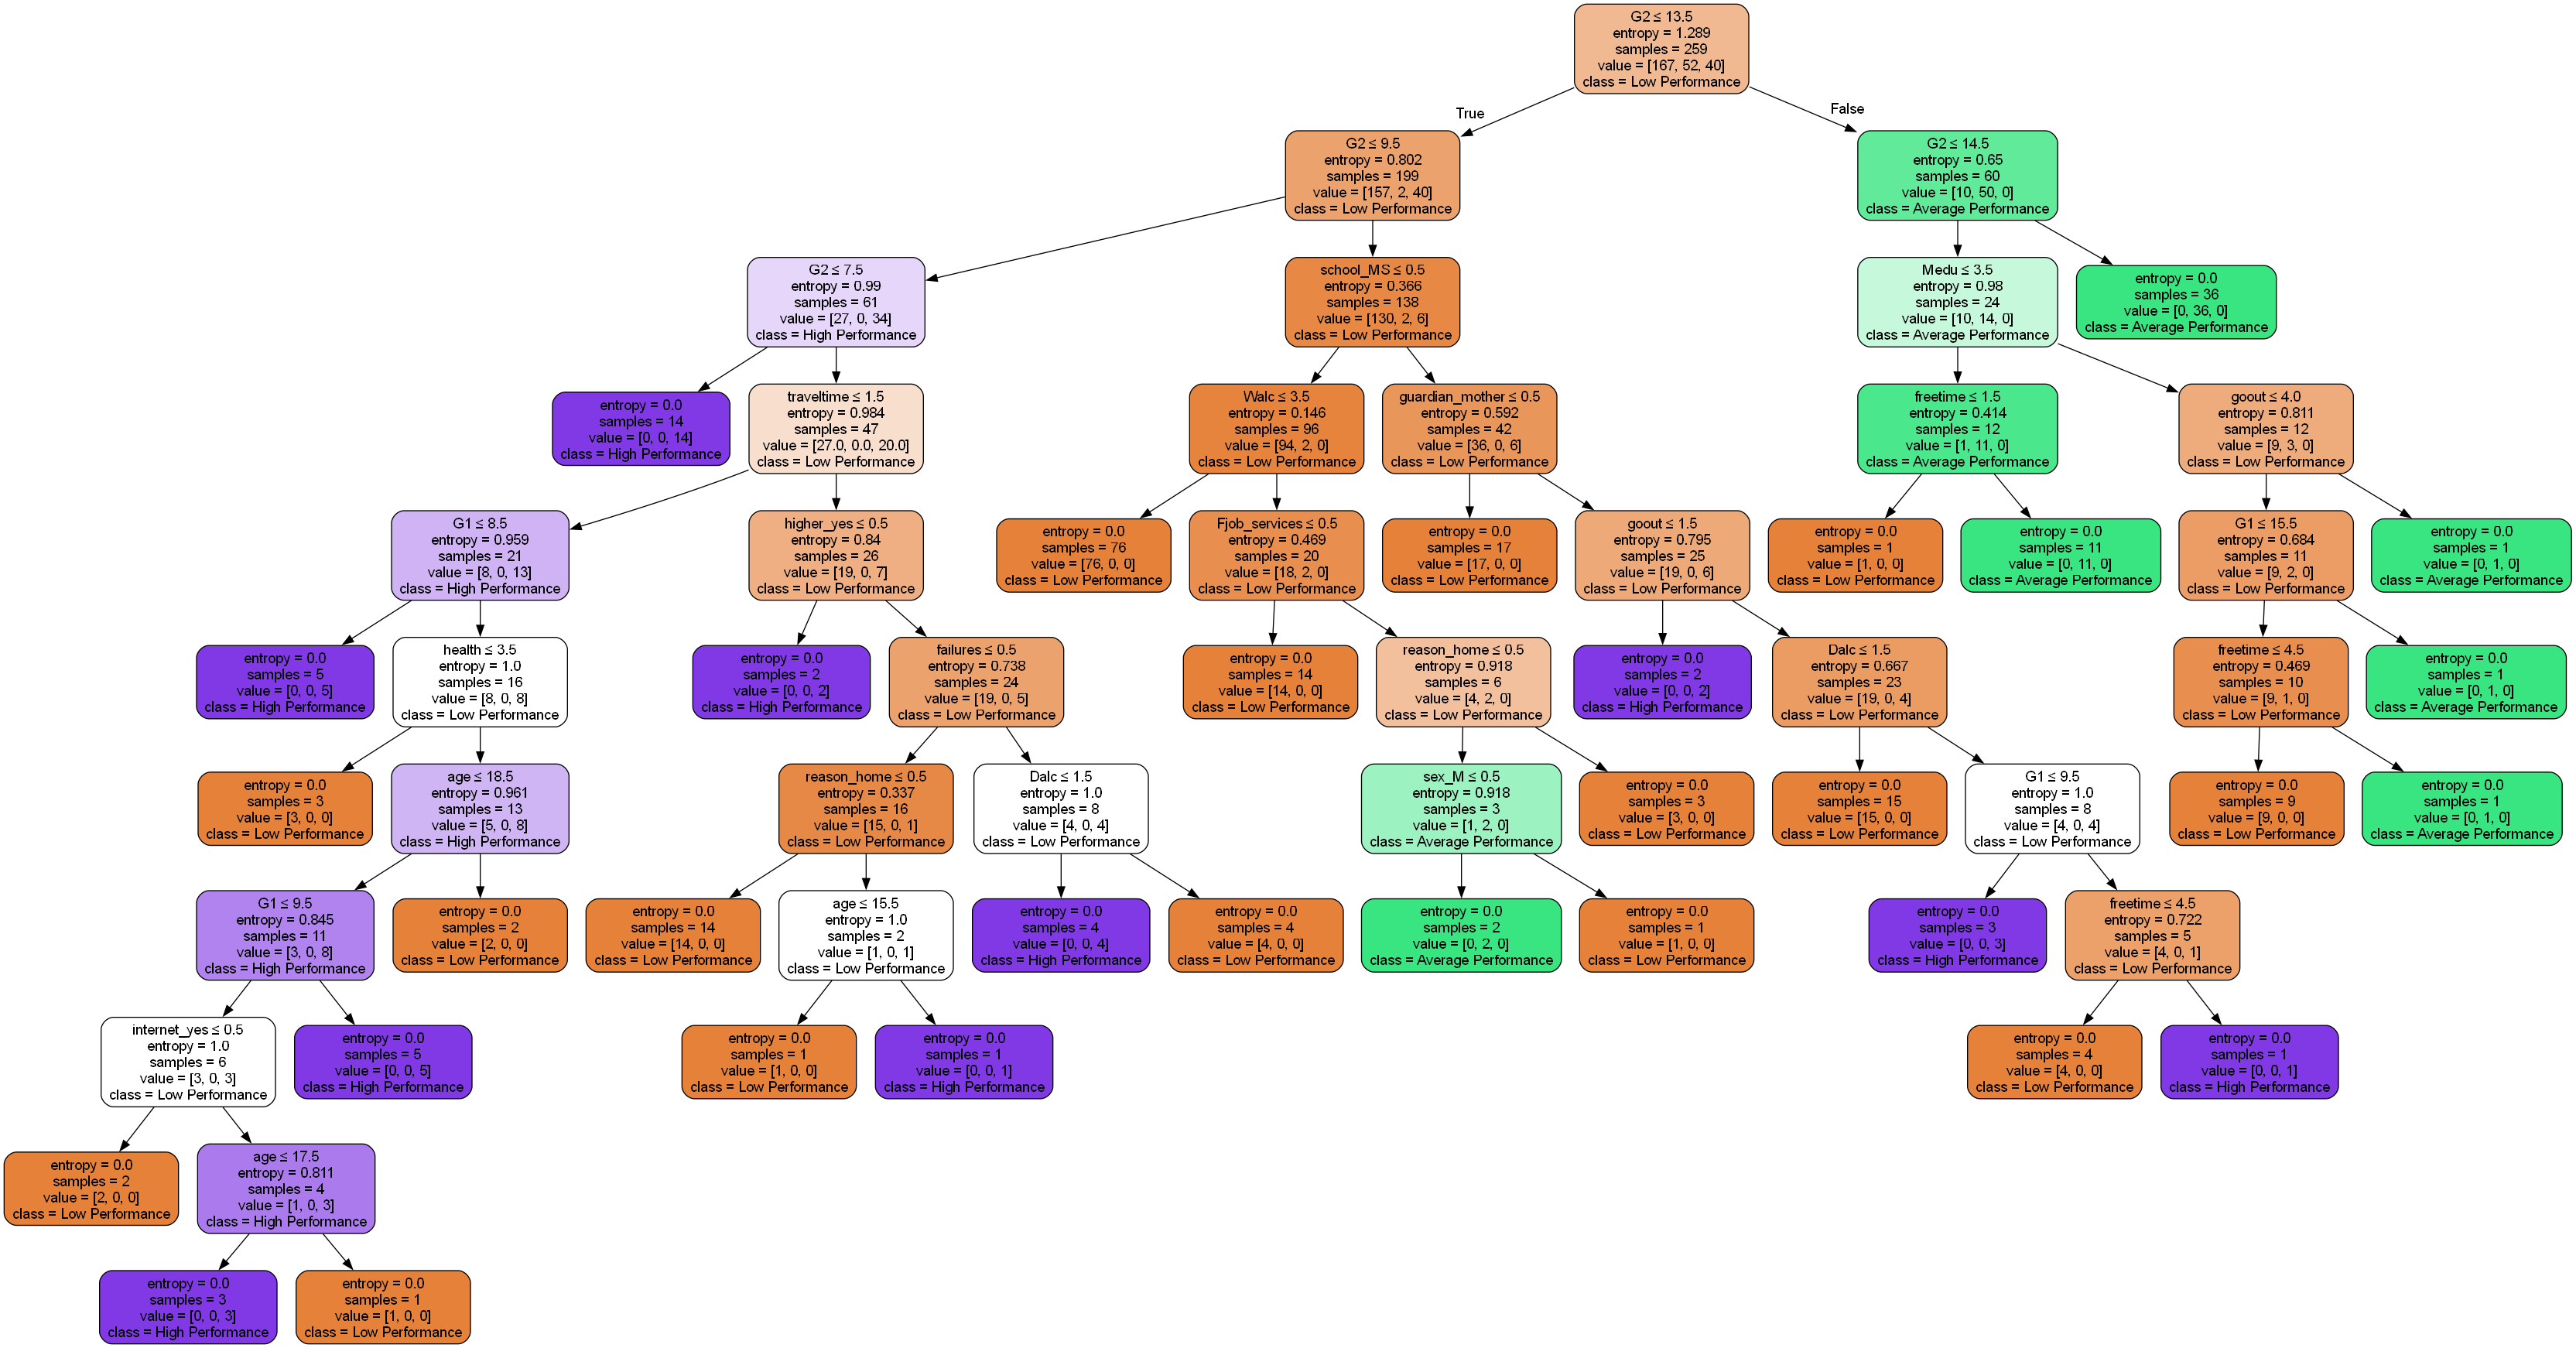 G2 ≤ 13.5
entropy = 1.289
samples = 259
value = [167, 52, 40]
class = Low Performance
True
False
G2 ≤ 9.5
entropy = 0.802
samples = 199
value = [157, 2, 40]
class = Low Performance
G2 ≤ 14.5
entropy = 0.65
samples = 60
value = [10, 50, 0]
class = Average Performance
G2 ≤ 7.5
entropy = 0.99
samples = 61
value = [27, 0, 34]
class = High Performance
school_MS ≤ 0.5
entropy = 0.366
samples = 138
value = [130, 2, 6]
class = Low Performance
Medu ≤ 3.5
entropy = 0.98
samples = 24
value = [10, 14, 0]
class = Average Performance
entropy = 0.0
samples = 36
value = [0, 36, 0]
class = Average Performance
entropy = 0.0
samples = 14
value = [0, 0, 14]
class = High Performance
traveltime ≤ 1.5
entropy = 0.984
samples = 47
value = [27.0, 0.0, 20.0]
class = Low Performance
Walc ≤ 3.5
entropy = 0.146
samples = 96
value = [94, 2, 0]
class = Low Performance
guardian_mother ≤ 0.5
entropy = 0.592
samples = 42
value = [36, 0, 6]
class = Low Performance
freetime ≤ 1.5
entropy = 0.414
samples = 12
value = [1, 11, 0]
class = Average Performance
goout ≤ 4.0
entropy = 0.811
samples = 12
value = [9, 3, 0]
class = Low Performance
G1 ≤ 8.5
entropy = 0.959
samples = 21
value = [8, 0, 13]
class = High Performance
higher_yes ≤ 0.5
entropy = 0.84
samples = 26
value = [19, 0, 7]
class = Low Performance
entropy = 0.0
samples = 76
value = [76, 0, 0]
class = Low Performance
Fjob_services ≤ 0.5
entropy = 0.469
samples = 20
value = [18, 2, 0]
class = Low Performance
entropy = 0.0
samples = 17
value = [17, 0, 0]
class = Low Performance
goout ≤ 1.5
entropy = 0.795
samples = 25
value = [19, 0, 6]
class = Low Performance
entropy = 0.0
samples = 1
value = [1, 0, 0]
class = Low Performance
entropy = 0.0
samples = 11
value = [0, 11, 0]
class = Average Performance
G1 ≤ 15.5
entropy = 0.684
samples = 11
value = [9, 2, 0]
class = Low Performance
entropy = 0.0
samples = 1
value = [0, 1, 0]
class = Average Performance
entropy = 0.0
samples = 5
value = [0, 0, 5]
class = High Performance
health ≤ 3.5
entropy = 1.0
samples = 16
value = [8, 0, 8]
class = Low Performance
entropy = 0.0
samples = 2
value = [0, 0, 2]
class = High Performance
failures ≤ 0.5
entropy = 0.738
samples = 24
value = [19, 0, 5]
class = Low Performance
entropy = 0.0
samples = 14
value = [14, 0, 0]
class = Low Performance
reason_home ≤ 0.5
entropy = 0.918
samples = 6
value = [4, 2, 0]
class = Low Performance
entropy = 0.0
samples = 2
value = [0, 0, 2]
class = High Performance
Dalc ≤ 1.5
entropy = 0.667
samples = 23
value = [19, 0, 4]
class = Low Performance
freetime ≤ 4.5
entropy = 0.469
samples = 10
value = [9, 1, 0]
class = Low Performance
entropy = 0.0
samples = 1
value = [0, 1, 0]
class = Average Performance
entropy = 0.0
samples = 3
value = [3, 0, 0]
class = Low Performance
age ≤ 18.5
entropy = 0.961
samples = 13
value = [5, 0, 8]
class = High Performance
reason_home ≤ 0.5
entropy = 0.337
samples = 16
value = [15, 0, 1]
class = Low Performance
Dalc ≤ 1.5
entropy = 1.0
samples = 8
value = [4, 0, 4]
class = Low Performance
sex_M ≤ 0.5
entropy = 0.918
samples = 3
value = [1, 2, 0]
class = Average Performance
entropy = 0.0
samples = 3
value = [3, 0, 0]
class = Low Performance
entropy = 0.0
samples = 15
value = [15, 0, 0]
class = Low Performance
G1 ≤ 9.5
entropy = 1.0
samples = 8
value = [4, 0, 4]
class = Low Performance
entropy = 0.0
samples = 9
value = [9, 0, 0]
class = Low Performance
entropy = 0.0
samples = 1
value = [0, 1, 0]
class = Average Performance
G1 ≤ 9.5
entropy = 0.845
samples = 11
value = [3, 0, 8]
class = High Performance
entropy = 0.0
samples = 2
value = [2, 0, 0]
class = Low Performance
entropy = 0.0
samples = 14
value = [14, 0, 0]
class = Low Performance
age ≤ 15.5
entropy = 1.0
samples = 2
value = [1, 0, 1]
class = Low Performance
entropy = 0.0
samples = 4
value = [0, 0, 4]
class = High Performance
entropy = 0.0
samples = 4
value = [4, 0, 0]
class = Low Performance
entropy = 0.0
samples = 2
value = [0, 2, 0]
class = Average Performance
entropy = 0.0
samples = 1
value = [1, 0, 0]
class = Low Performance
entropy = 0.0
samples = 3
value = [0, 0, 3]
class = High Performance
freetime ≤ 4.5
entropy = 0.722
samples = 5
value = [4, 0, 1]
class = Low Performance
internet_yes ≤ 0.5
entropy = 1.0
samples = 6
value = [3, 0, 3]
class = Low Performance
entropy = 0.0
samples = 5
value = [0, 0, 5]
class = High Performance
entropy = 0.0
samples = 1
value = [1, 0, 0]
class = Low Performance
entropy = 0.0
samples = 1
value = [0, 0, 1]
class = High Performance
entropy = 0.0
samples = 4
value = [4, 0, 0]
class = Low Performance
entropy = 0.0
samples = 1
value = [0, 0, 1]
class = High Performance
entropy = 0.0
samples = 2
value = [2, 0, 0]
class = Low Performance
age ≤ 17.5
entropy = 0.811
samples = 4
value = [1, 0, 3]
class = High Performance
entropy = 0.0
samples = 3
value = [0, 0, 3]
class = High Performance
entropy = 0.0
samples = 1
value = [1, 0, 0]
class = Low Performance